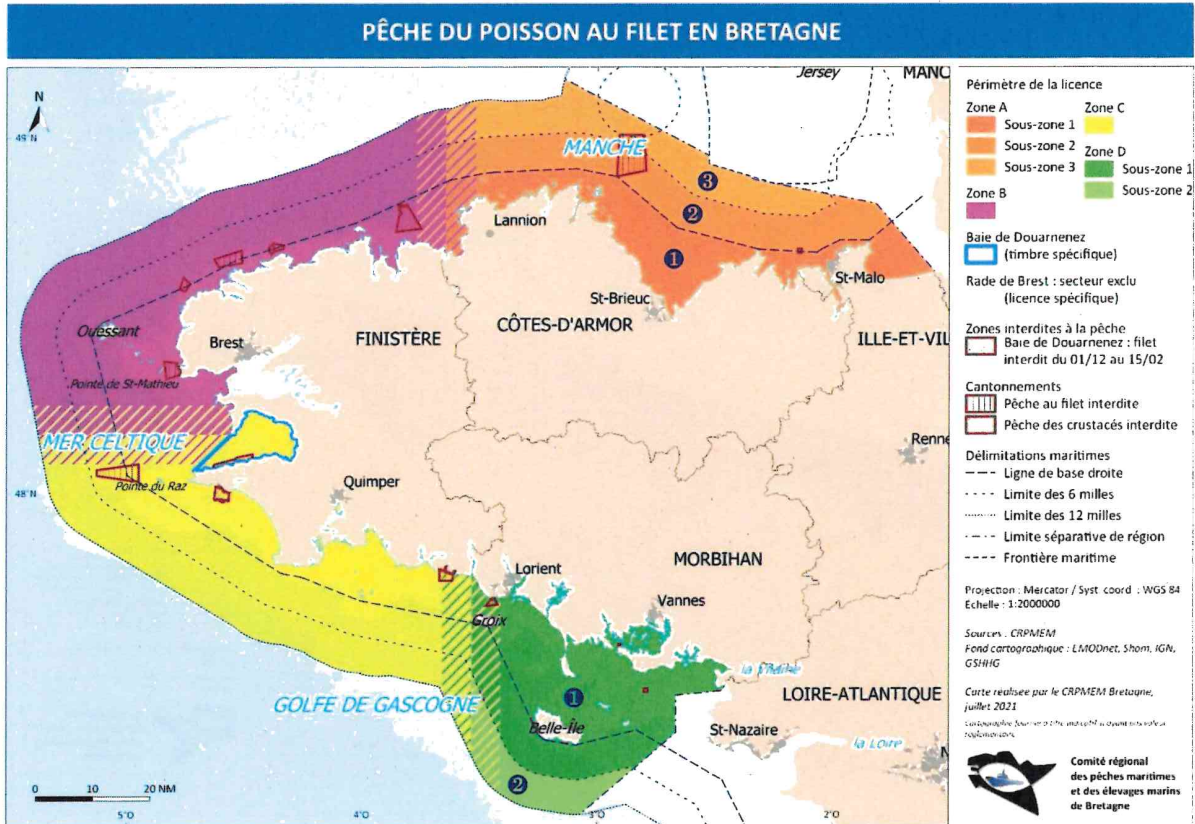 PÊCHE DU POISSON AU FILET EN BRETAGNE
N
49°N
48°N
5°O
4°O
3°O
2°O
Jersey
MANC
MANCHE
3
2
1
Lannion
St-Malo
St-Brieuc
CÔTES-D'ARMOR
FINISTÈRE
ILLE-ET-VIL
Ouessant
Brest
Pointe de St-Mathieu
MER CELTIQUE
Renne
Pointe du Raz
Quimper
MORBIHAN
Lorient
Vannes
Groix
GOLFE DE GASCOGNE
1
Belle-Île
LOIRE-ATLANTIQUE
St-Nazaire
la Loire
N
2
0 10 20 NM
Périmètre de la licence
Zone A
Sous-zone 1
Sous-zone 2
Sous-zone 3
Zone B
Zone C
Zone D
Sous-zone 1
Sous-zone 2
Baie de Douarnenez
(timbre spécifique)
Rade de Brest : secteur exclu
(licence spécifique)
Zones interdites à la pêche
Baie de Douarnenez : filet
interdit du 01/12 au 15/02
Cantonnements
Pêche au filet interdite
Pêche des crustacés interdite
Délimitations maritimes
Ligne de base droite
Limite des 6 milles
Limite des 12 milles
Limite séparative de région
Frontière maritime
Projection : Mercator / Syst coord : WGS 84
Echelle : 1:2000000
Sources : CRPMEM
Fond cartographique : EMODnet, Shom, IGN,
GSHHG
Carte réalisée par le CRPMEM Bretagne,
juillet 2021
Comité régional
des pêches maritimes
et des élevages marins
de Bretagne